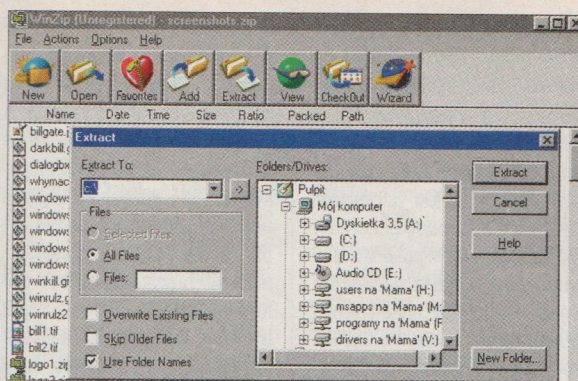 WinZip (Unregistered) - screenshots.zip
File Actions Options Help
New Open Favorites Add Extract View CheckOut Wizard
Name Date Time Size Ratio Packed Path
billgate.j
darkbill.g
dialogbx
whymac
windows
windows
windows
windows
windows
winkill.gi
winrulz.g
winrulz2
bill1.tif
bill2.tif
logo1.zip
Extract
Extract To:
c:\
Files
Selected Files
All Files
Files:
Overwrite Existing Files
Skip Older Files
Use Folder Names
Folders/Drives:
Pulpit
Mój komputer
Dyskietka 3,5 (A:)
(C:)
(D:)
Audio CD (E:)
users na 'Mama' (H:)
msapps na 'Mama' (M:
programy na 'Mama' (F
drivers na 'Mama' (V:)
Extract
Cancel
Help
New Folder...